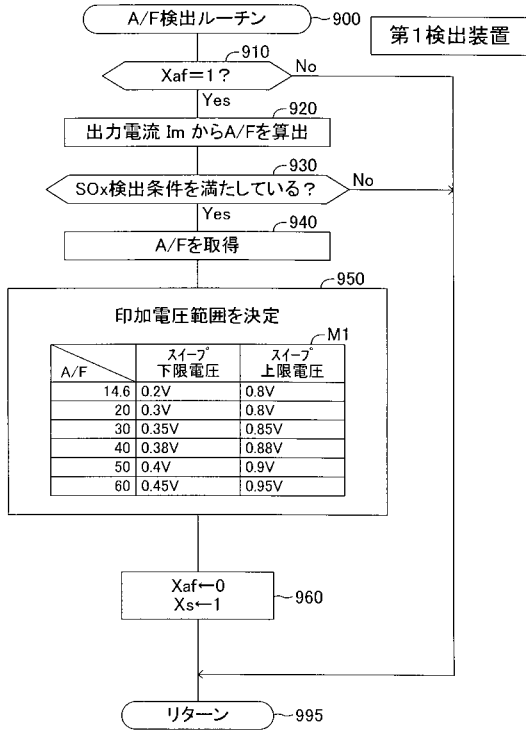 A/F検出ルーチン
900
第1検出装置
910
Xaf＝1？
No
Yes
920
出力電流 Im からA/Fを算出
930
SOx検出条件を満たしている？
No
Yes
940
A/Fを取得
950
印加電圧範囲を決定
M1
A/F
スイープ
下限電圧
スイープ
上限電圧
14.6 0.2V 0.8V
20 0.3V 0.8V
30 0.35V 0.85V
40 0.38V 0.88V
50 0.4V 0.9V
60 0.45V 0.95V
Xaf←0
Xs←1
960
リターン
995